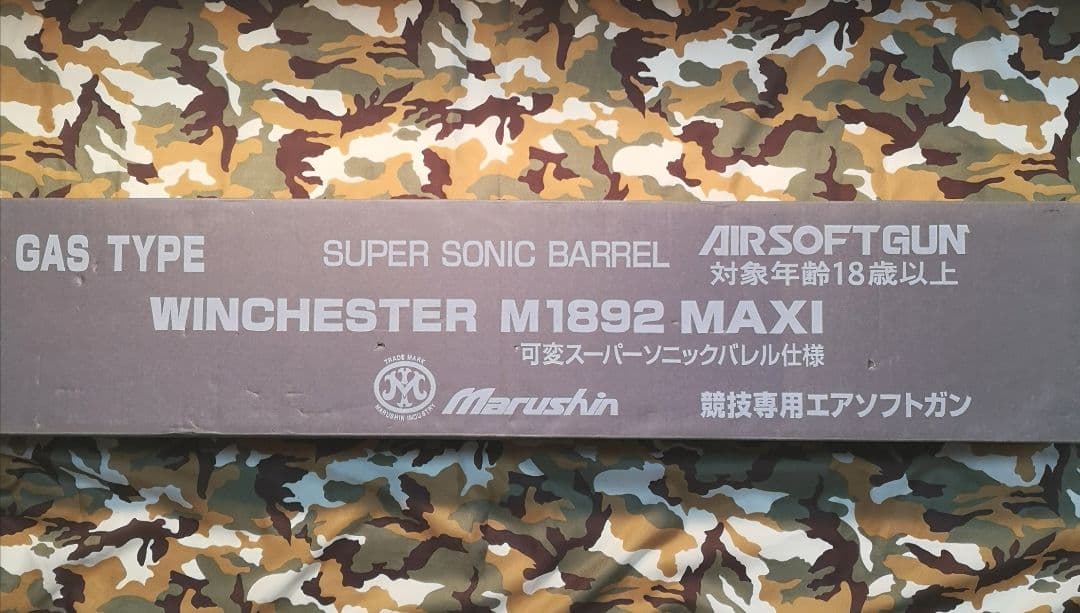 GAS TYPE
SUPER SONIC BARREL
AIRSOFTGUN
対象年齢18歳以上
WINCHESTER M1892 MAXI
可変スーパーソニックバレル仕様
TRADE MARK
M
MARUSHIN INDUSTRY
Marushin
競技専用エアソフトガン